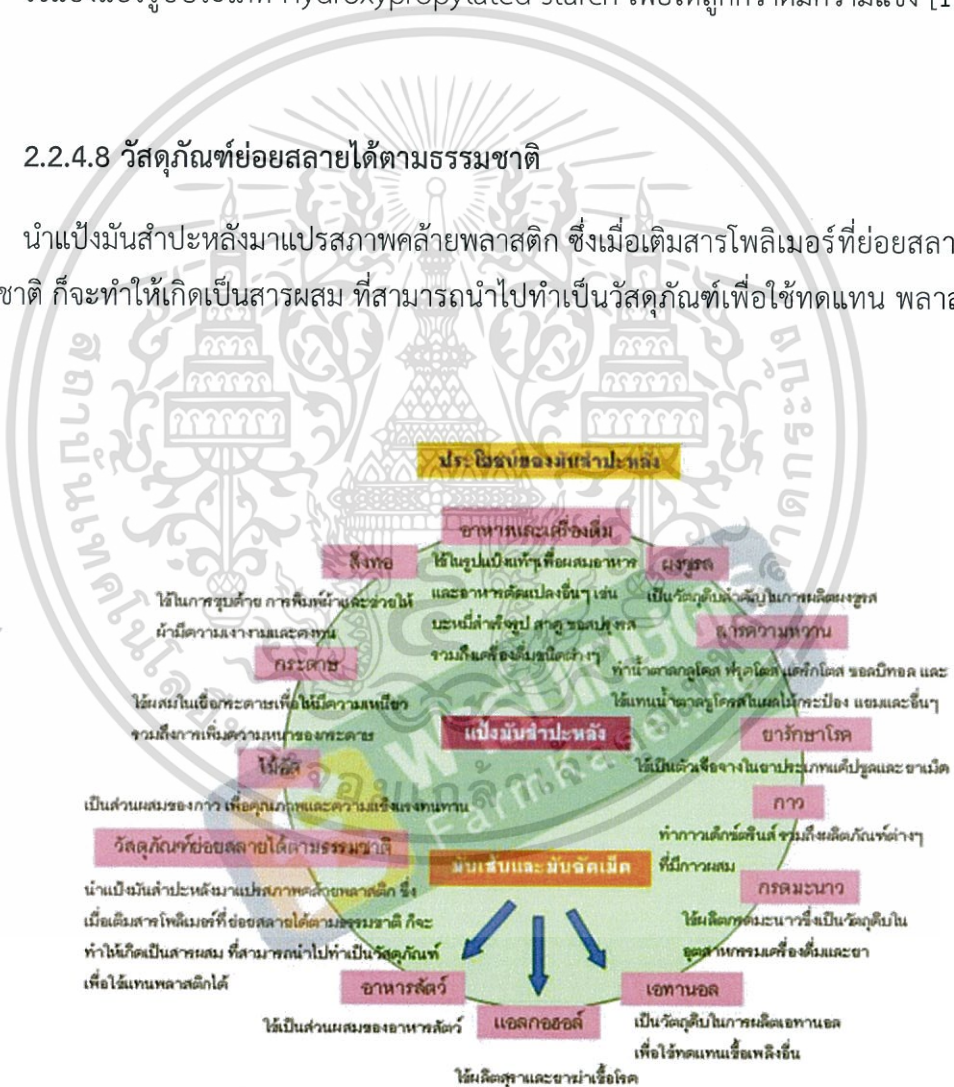 2.2.4.8 วัสดุภัณฑ์ย่อยสลายได้ตามธรรมชาติ
นำแป้งมันสำปะหลังมาแปรสภาพคล้ายพลาสติก ซึ่งเมื่อเติมสารโพลิเมอร์ที่ย่อยสลา
ชาติ ก็จะทำให้เกิดเป็นสารผสม ที่สามารถนำไปทำเป็นวัสดุภัณฑ์เพื่อใช้ทดแทน พลาส
ประโยชน์ของมันสำปะหลัง
อาหารและเครื่องดื่ม
ใช้ในรูปแป้งแท้ๆเพื่อผสมอาหาร
และอาหารดัดแปลงอื่นๆ เช่น
บะหมี่สำเร็จรูป สาคู ซอสปรุงรส
รวมถึงเครื่องดื่มชนิดต่างๆ
สิ่งทอ
ใช้ในการชุบด้าย การพิมพ์ผ้าและช่วยให้
ผ้ามีความเงางามและคงทน
กระดาษ
ใช้ผสมในเยื่อกระดาษเพื่อให้มีความเหนียว
รวมถึงการเพิ่มความหนาของกระดาษ
ไม้อัด
เป็นส่วนผสมของกาว เพื่อคุณภาพและความแข็งแรงทนทาน
วัสดุภัณฑ์ย่อยสลายได้ตามธรรมชาติ
นำแป้งมันสำปะหลังมาแปรสภาพคล้ายพลาสติก ซึ่ง
เมื่อเติมสารโพลิเมอร์ที่ย่อยสลายได้ตามธรรมชาติ ก็จะ
ทำให้เกิดเป็นสารผสม ที่สามารถนำไปทำเป็นวัสดุภัณฑ์
เพื่อใช้แทนพลาสติกได้
ผงชูรส
เป็นวัตถุดิบสำคัญในการผลิตผงชูรส
สารความหวาน
ทำน้ำตาลกลูโคส ฟรุคโตส แดร็กโตส ซอลบิทอล และ
ใช้แทนน้ำตาลซูโครสในผลไม้กระป๋อง แยมและอื่นๆ
ยารักษาโรค
ใช้เป็นตัวเจือจางในยาประเภทแค็ปซูลและยาเม็ด
กาว
ทำกาวเด็กซ์ตรินส์ รวมถึงผลิตภัณฑ์ต่างๆ
ที่มีกาวผสม
กรดมะนาว
ใช้ผลิตกรดมะนาวซึ่งเป็นวัตถุดิบใน
อุตสาหกรรมเครื่องดื่มและยา
แป้งมันสำปะหลัง
มันเส้นและมันอัดเม็ด
อาหารสัตว์
ใช้เป็นส่วนผสมของอาหารสัตว์
แอลกอฮอล์
ใช้ผลิตสุราและยาฆ่าเชื้อโรค
เอทานอล
เป็นวัตถุดิบในการผลิตเอทานอล
เพื่อใช้ทดแทนเชื้อเพลิงอื่น